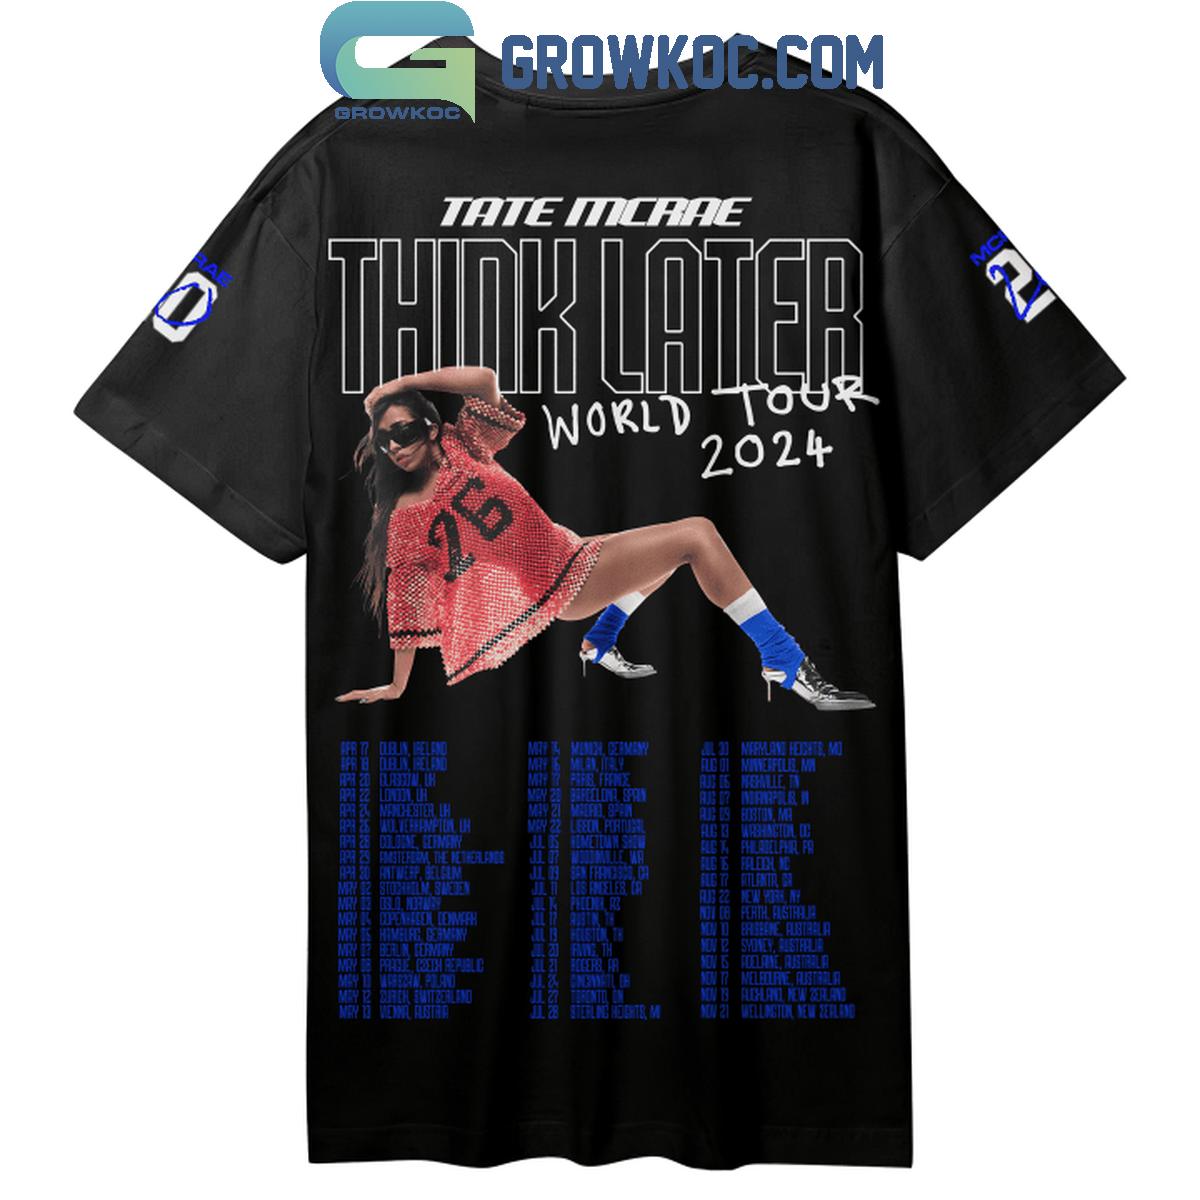 GROWKOC.COM
GROWKOC
TATE MCRAE
THINK LATER
WORLD TOUR
2024
26
APR 17 DUBLIN, IRELAND
APR 18 DUBLIN, IRELAND
APR 20 GLASGOW, UK
APR 22 LONDON, UK
APR 24 MANCHESTER, UK
APR 26 WOLVERHAMPTON, UK
APR 28 COLOGNE, GERMANY
APR 29 AMSTERDAM, THE NETHERLANDS
APR 30 ANTWERP, BELGIUM
MAY 02 STOCKHOLM, SWEDEN
MAY 03 OSLO, NORWAY
MAY 04 COPENHAGEN, DENMARK
MAY 06 HAMBURG, GERMANY
MAY 07 BERLIN, GERMANY
MAY 08 PRAGUE, CZECH REPUBLIC
MAY 10 WARSAW, POLAND
MAY 12 ZURICH, SWITZERLAND
MAY 13 VIENNA, AUSTRIA
MAY 14 MUNICH, GERMANY
MAY 16 MILAN, ITALY
MAY 17 PARIS, FRANCE
MAY 20 BARCELONA, SPAIN
MAY 21 MADRID, SPAIN
MAY 22 LISBON, PORTUGAL
JUL 05 HOMETOWN SHOW
JUL 07 WOODINVILLE, WA
JUL 09 SAN FRANCISCO, CA
JUL 11 LOS ANGELES, CA
JUL 14 PHOENIX, AZ
JUL 17 AUSTIN, TX
JUL 19 HOUSTON, TX
JUL 20 IRVING, TX
JUL 21 ROGERS, AR
JUL 24 CINCINNATI, OH
JUL 27 TORONTO, ON
JUL 28 STERLING HEIGHTS, MI
JUL 30 MARYLAND HEIGHTS, MO
AUG 01 MINNEAPOLIS, MN
AUG 06 NASHVILLE, TN
AUG 07 INDIANAPOLIS, IN
AUG 09 BOSTON, MA
AUG 13 WASHINGTON, DC
AUG 14 PHILADELPHIA, PA
AUG 16 RALEIGH, NC
AUG 17 ATLANTA, GA
AUG 22 NEW YORK, NY
NOV 08 PERTH, AUSTRALIA
NOV 10 BRISBANE, AUSTRALIA
NOV 12 SYDNEY, AUSTRALIA
NOV 15 ADELAINE, AUSTRALIA
NOV 17 MELBOURNE, AUSTRALIA
NOV 19 AUCKLAND, NEW ZEALAND
NOV 21 WELLINGTON, NEW ZEALAND